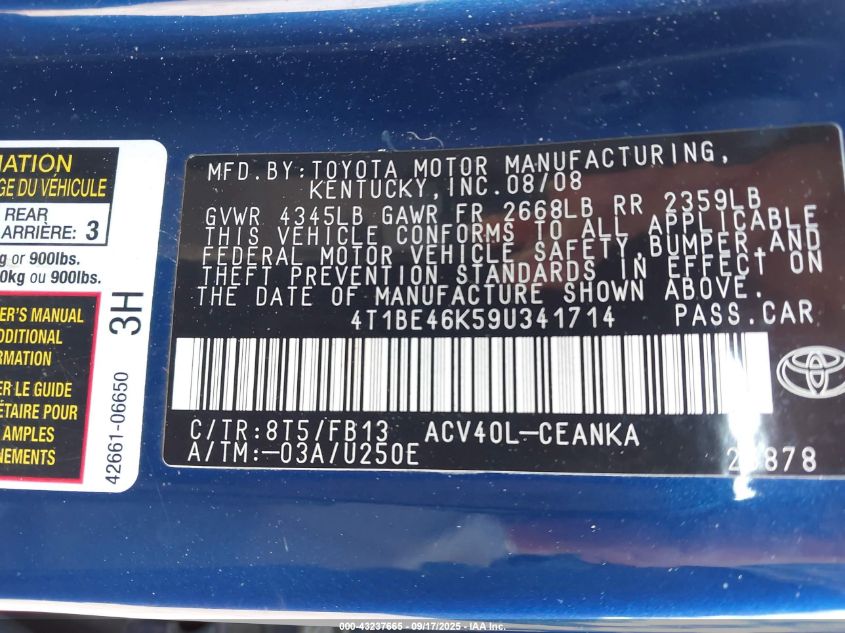 MATION
GE DU VÉHICULE
REAR
ARRIÈRE: 3
g or 900lbs.
0kg ou 900lbs.
ER'S MANUAL
ADDITIONAL
ORMATION
ER LE GUIDE
ÉTAIRE POUR
AMPLES
NEMENTS
3H
42661-06650
MFD.BY:TOYOTA MOTOR MANUFACTURING,
KENTUCKY, INC.08/08
GVWR 4345LB GAWR FR 2668LB RR 2359LB
THIS VEHICLE CONFORMS TO ALL APPLICABLE
FEDERAL MOTOR VEHICLE SAFETY,BUMPER,AND
THEFT PREVENTION STANDARDS IN EFFECT ON
THE DATE OF MANUFACTURE SHOWN ABOVE.
4T1BE46K59U341714 PASS.CAR
C/TR:8T5/FB13 ACV40L-CEANKA
A/TM:-03A/U250E
000-43237665 - 09/17/2025 - IAA Inc.